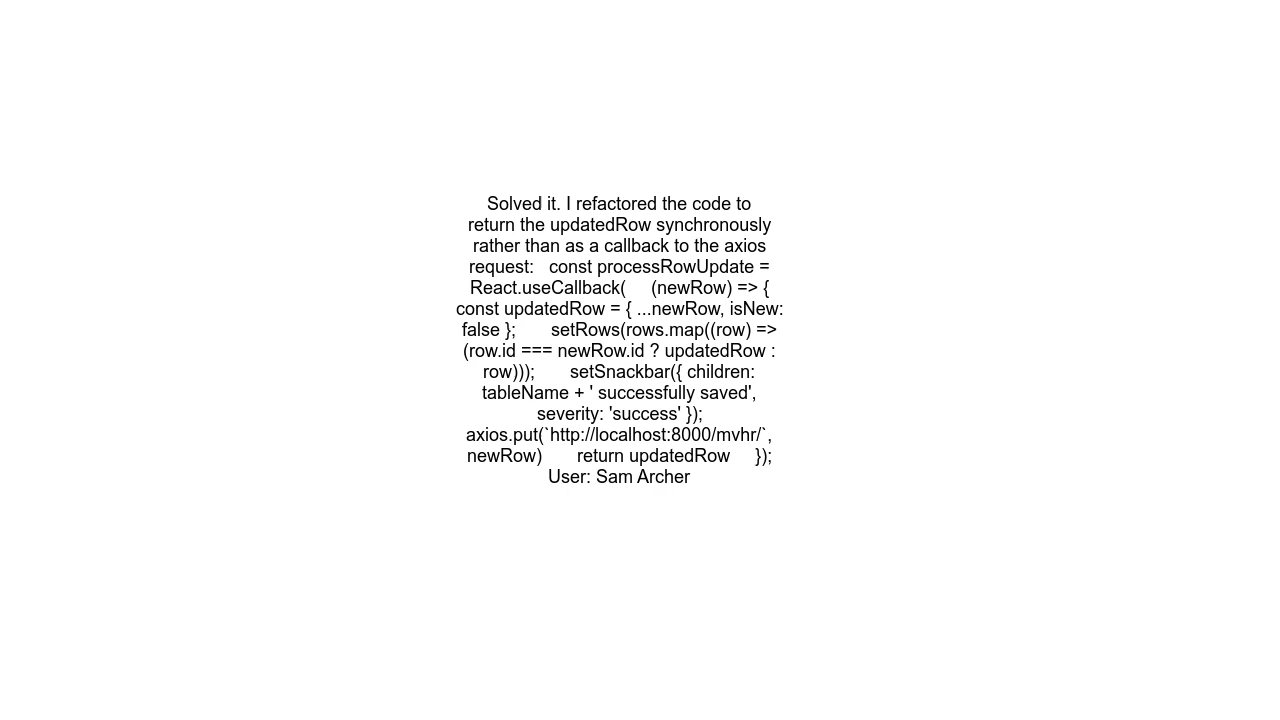 Solved it. I refactored the code to
return the updatedRow synchronously
rather than as a callback to the axios
request:   const processRowUpdate =
React.useCallback(     (newRow) => {
const updatedRow = { ...newRow, isNew:
false };       setRows(rows.map((row) =>
(row.id === newRow.id ? updatedRow :
row)));       setSnackbar({ children:
tableName + ' successfully saved',
severity: 'success' });
axios.put(`http://localhost:8000/mvhr/`,
newRow)       return updatedRow     });
User: Sam Archer